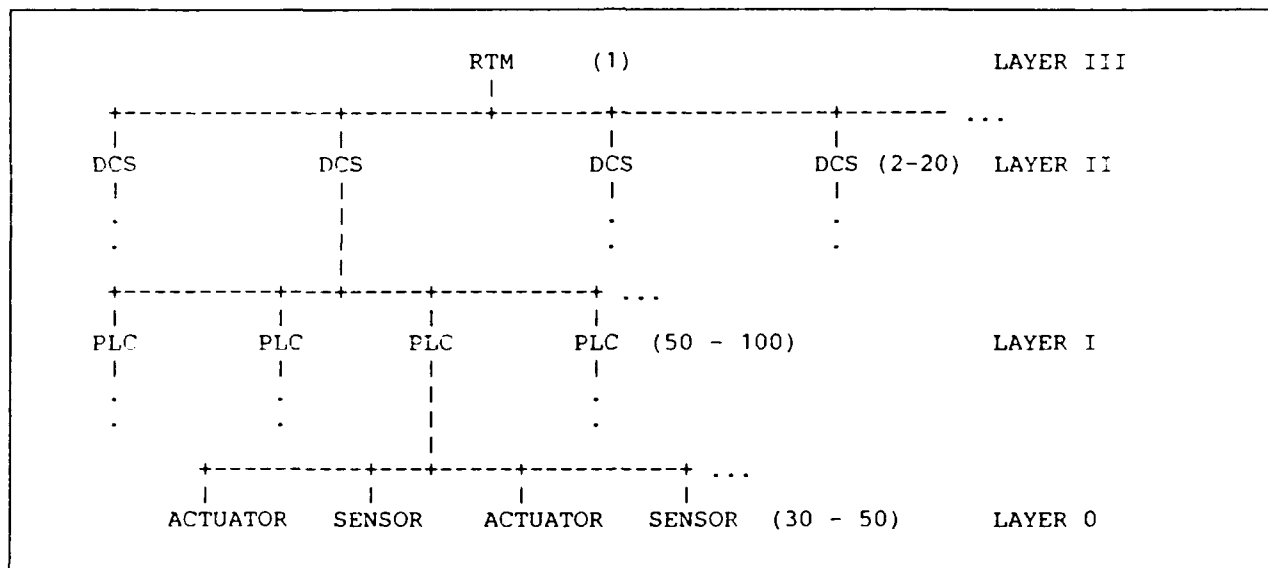 RTM (1) LAYER III
...
DCS DCS DCS DCS (2-20) LAYER II
...
PLC PLC PLC PLC (50 - 100) LAYER I
...
ACTUATOR SENSOR ACTUATOR SENSOR (30 - 50) LAYER 0